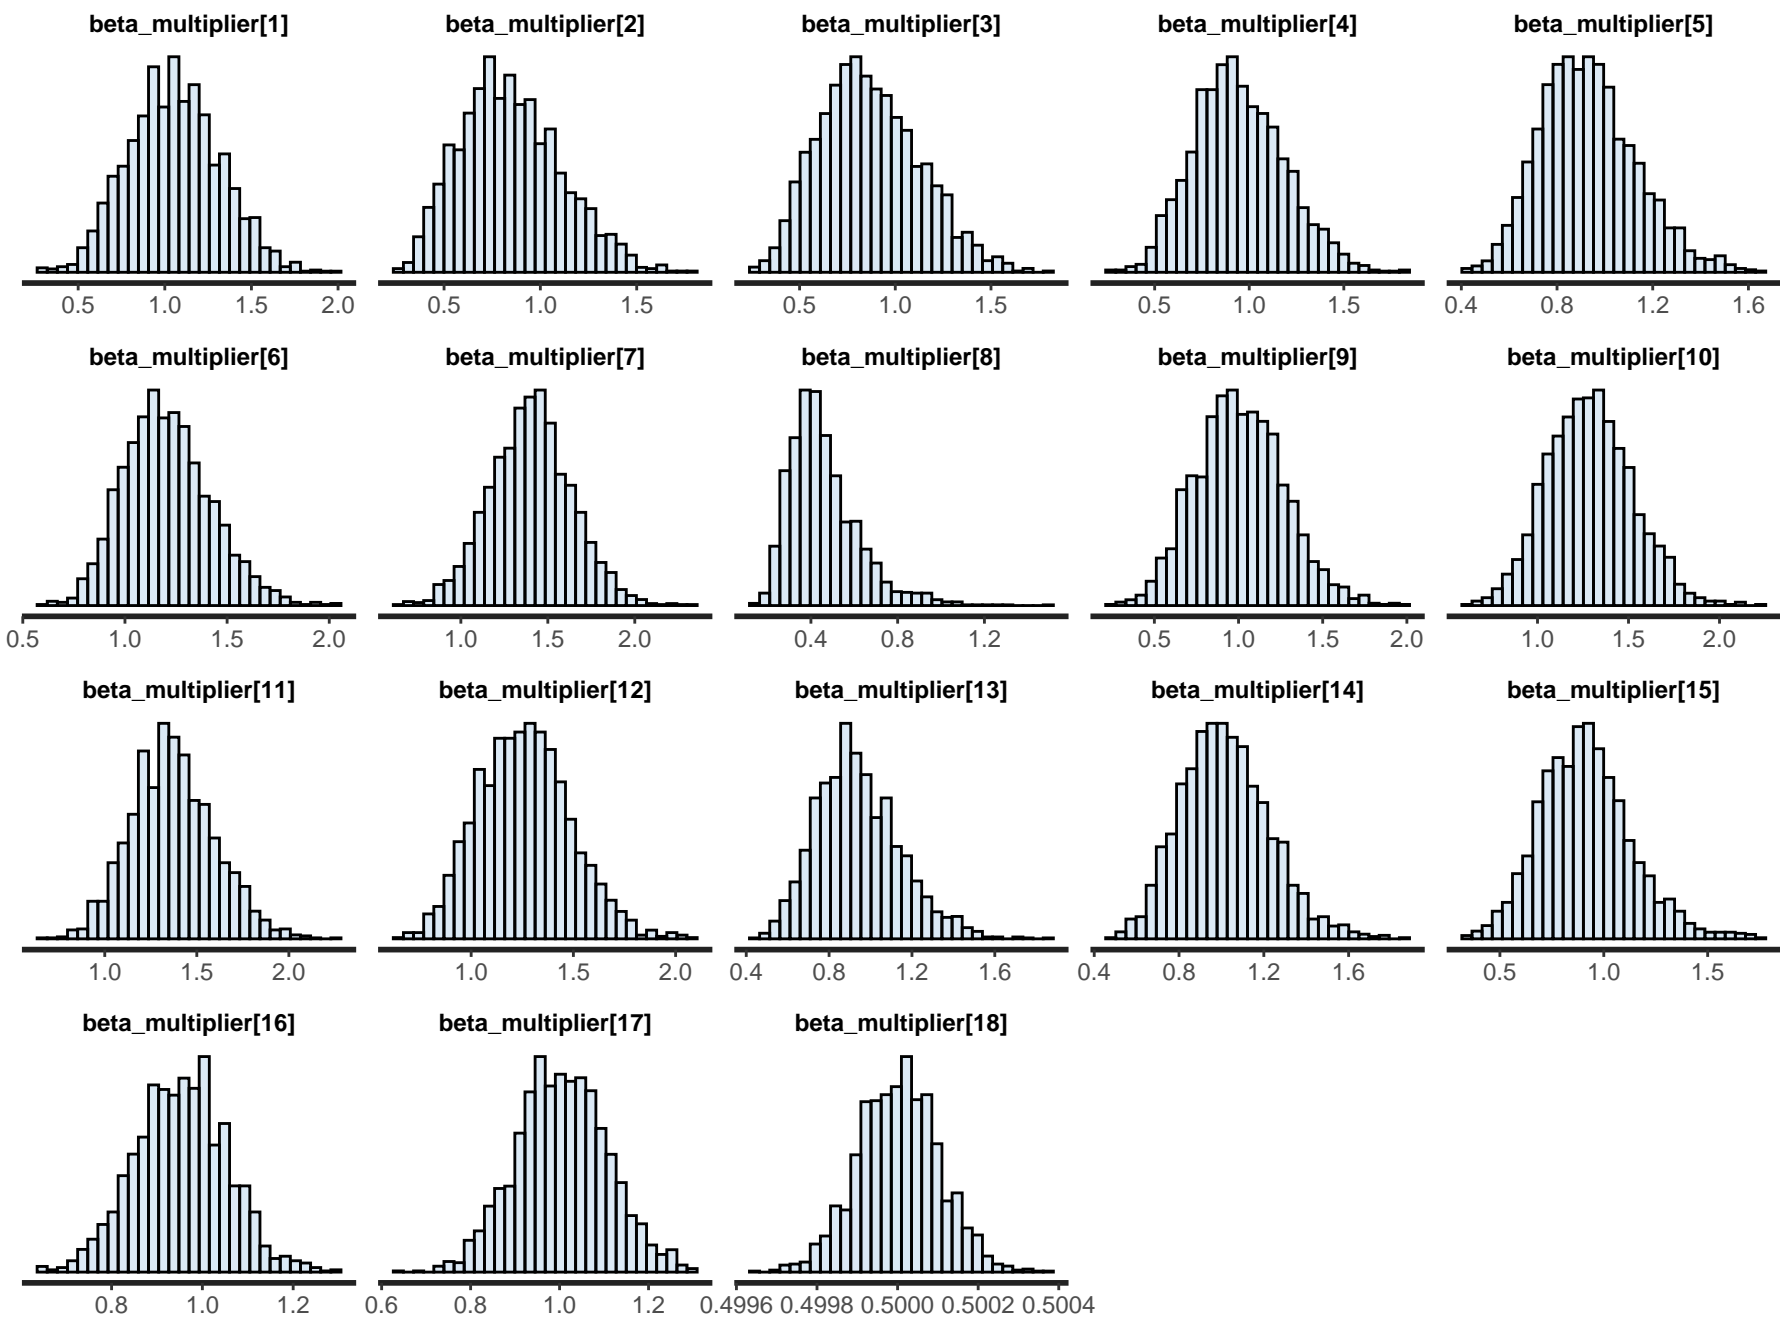 beta_multiplier[1] beta_multiplier[2] beta_multiplier[3] beta_multiplier[4] beta_multiplier[5]
0.5 1.0 1.5 2.0 0.5 1.0 1.5 0.5 1.0 1.5 0.5 1.0 1.5 0.4 0.8 1.2 1.6
beta_multiplier[6] beta_multiplier[7] beta_multiplier[8] beta_multiplier[9] beta_multiplier[10]
0.5 1.0 1.5 2.0 1.0 1.5 2.0 0.4 0.8 1.2 0.5 1.0 1.5 2.0 1.0 1.5 2.0
beta_multiplier[11] beta_multiplier[12] beta_multiplier[13] beta_multiplier[14] beta_multiplier[15]
1.0 1.5 2.0 1.0 1.5 2.0 0.4 0.8 1.2 1.6 0.4 0.8 1.2 1.6 0.5 1.0 1.5
beta_multiplier[16] beta_multiplier[17] beta_multiplier[18]
0.8 1.0 1.2 0.6 0.8 1.0 1.2 0.4996 0.4998 0.5000 0.5002 0.5004